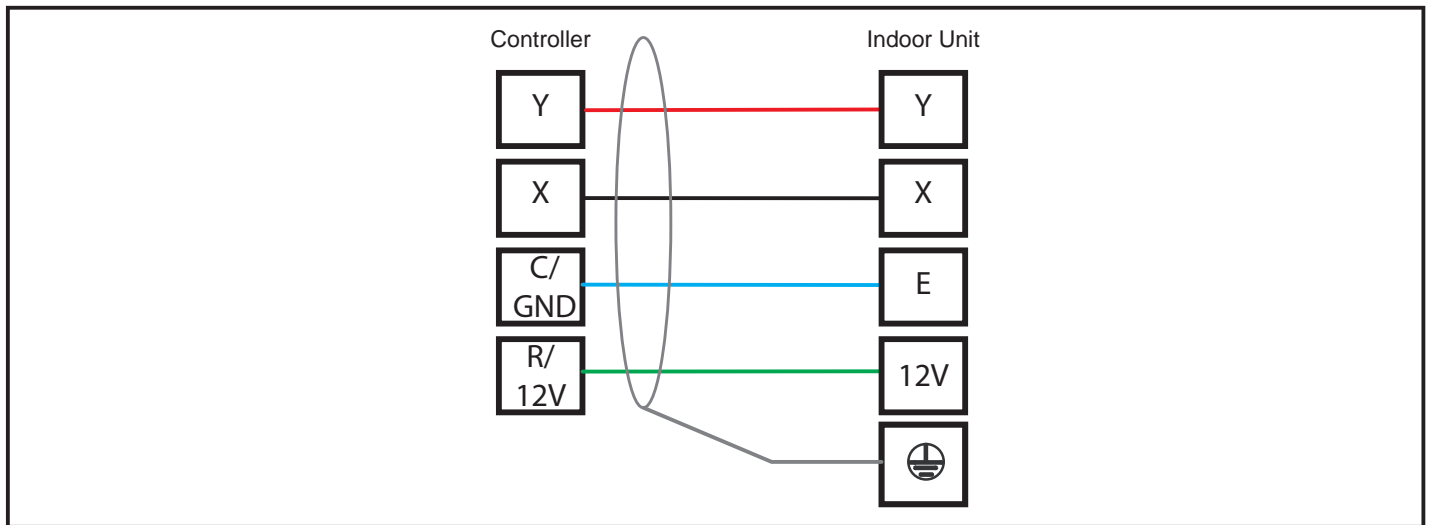 Controller
Indoor Unit
Y
Y
X
X
C/
GND
E
R/
12V
12V